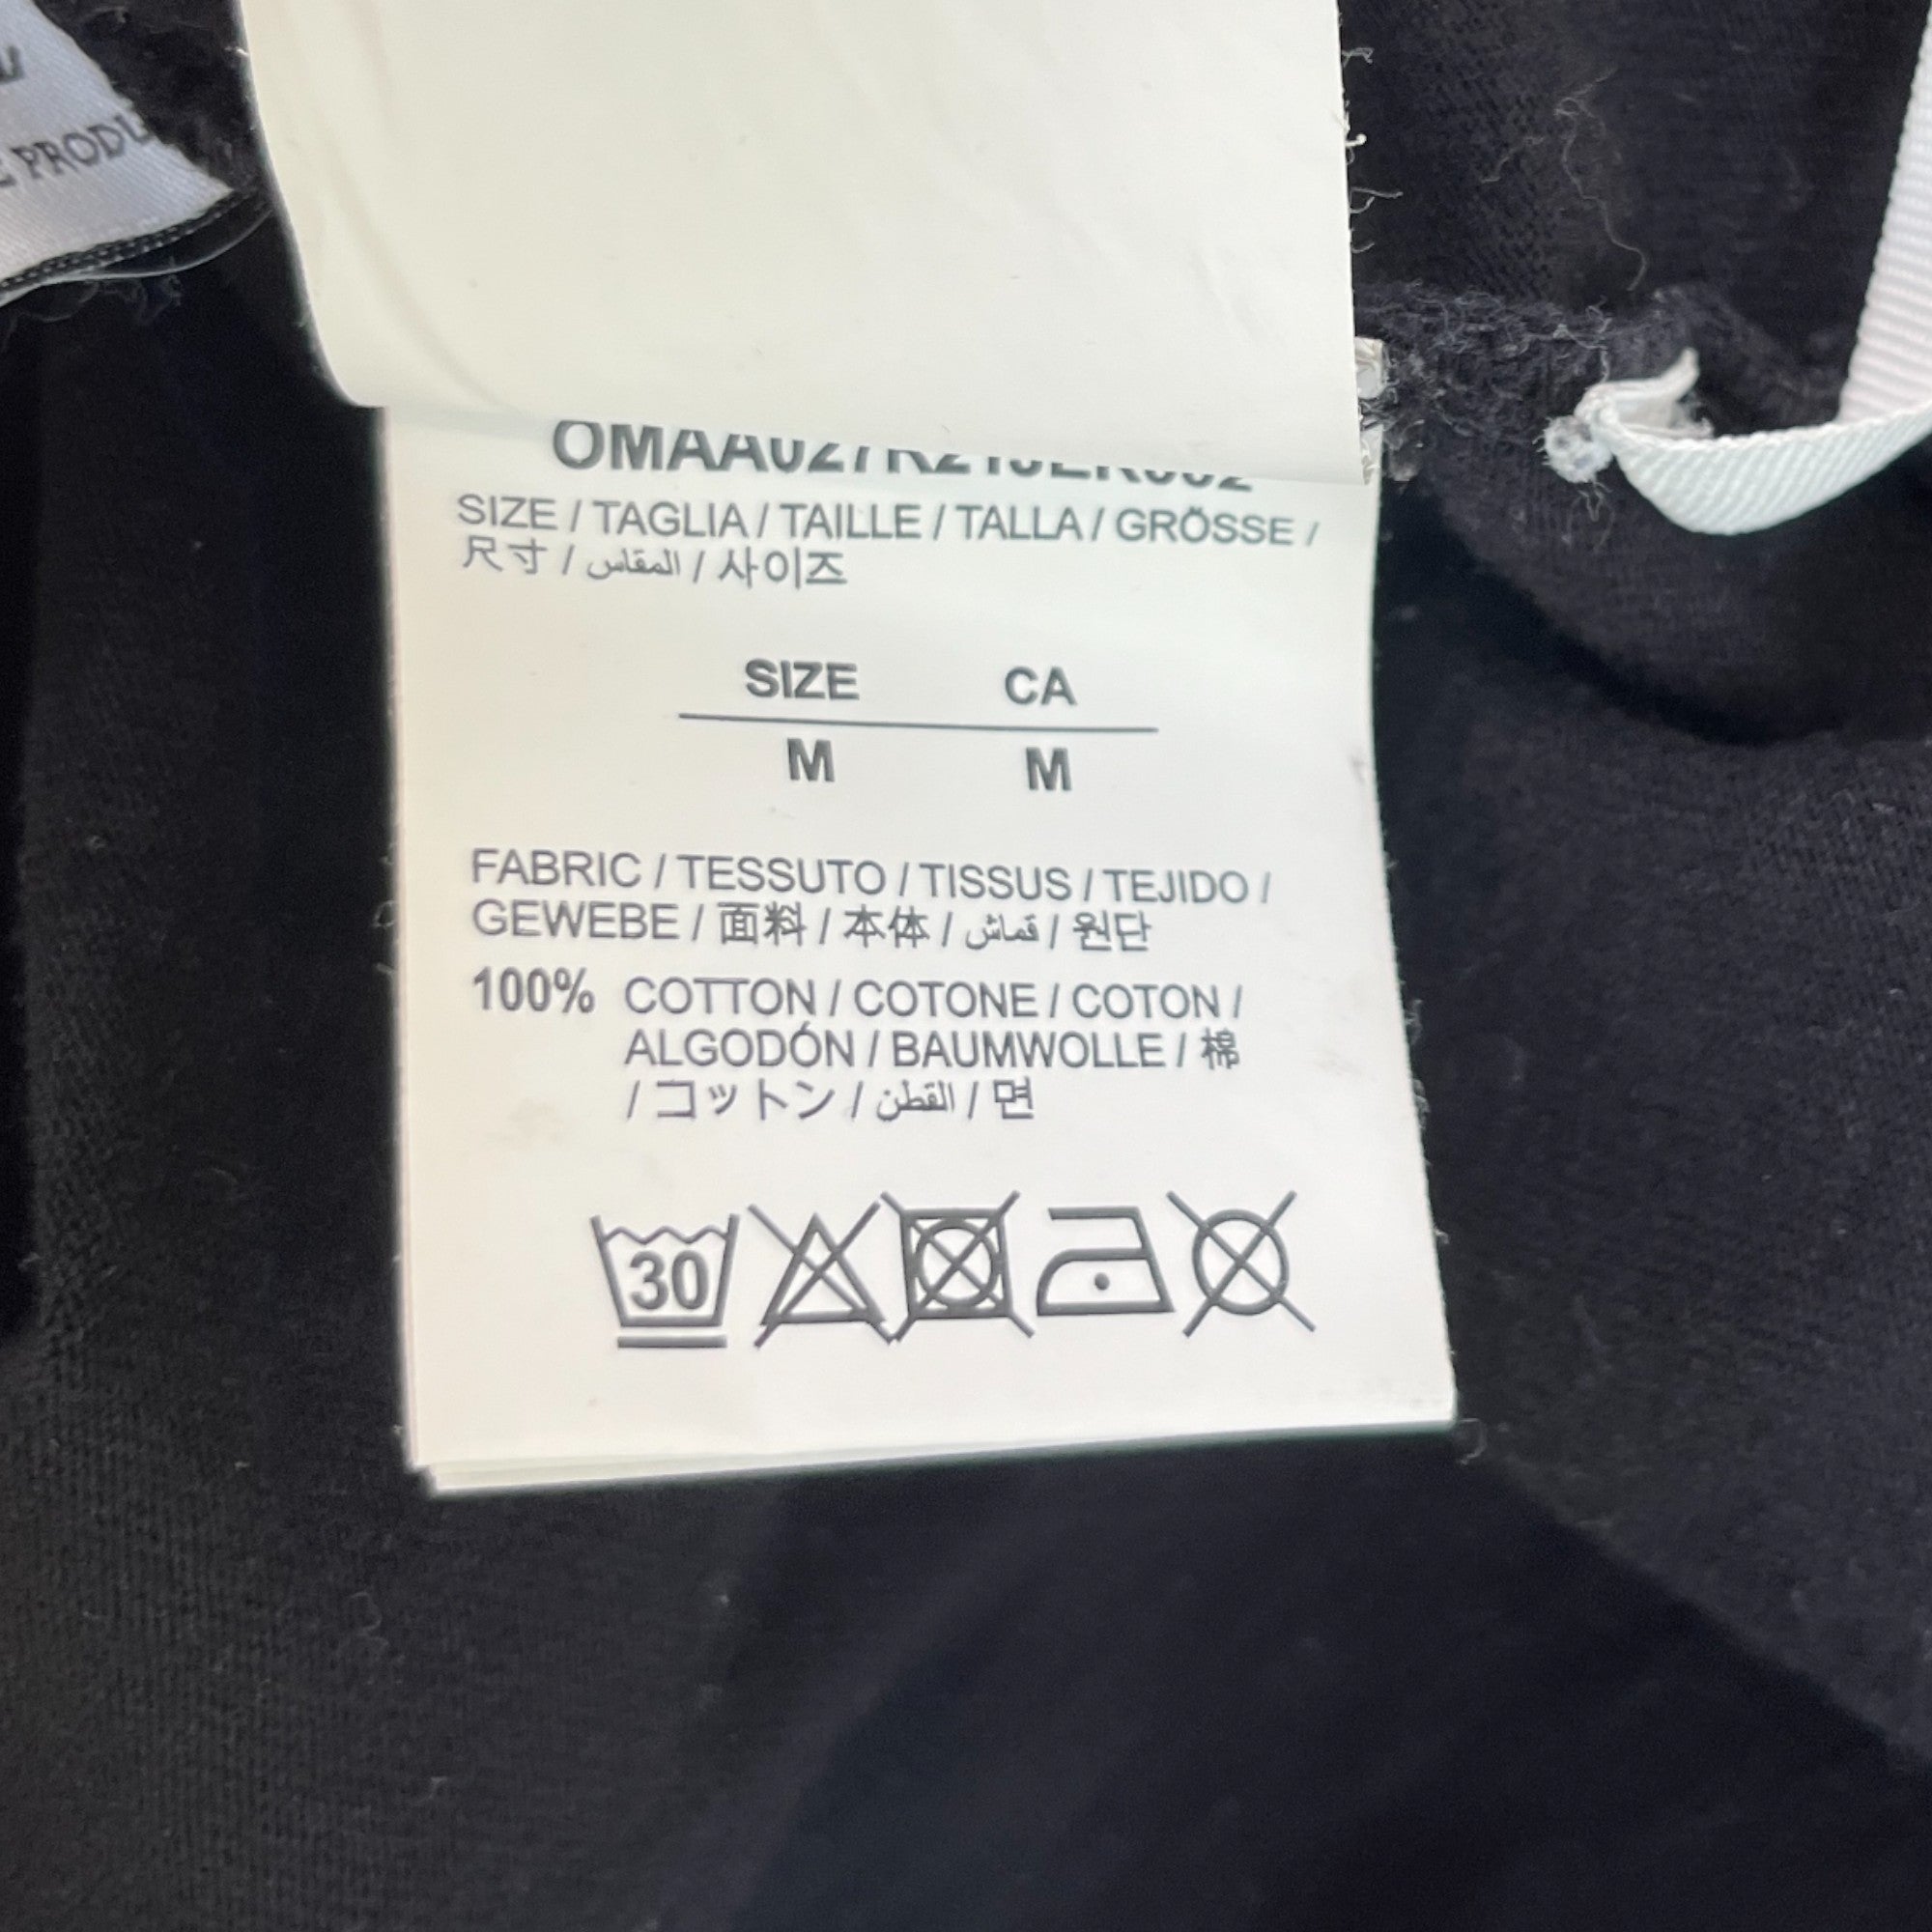 PRODU
SIZE / TAGLIA / TAILLE / TALLA / GRÖSSE /
尺寸 / المقاس / 사이즈
SIZE CA
M M
FABRIC / TESSUTO / TISSUS / TEJIDO /
GEWEBE / 面料 / 本体 / قماش / 원단
100% COTTON / COTONE / COTON /
ALGODÓN / BAUMWOLLE / 棉
/ コットン / القطن / 면
30